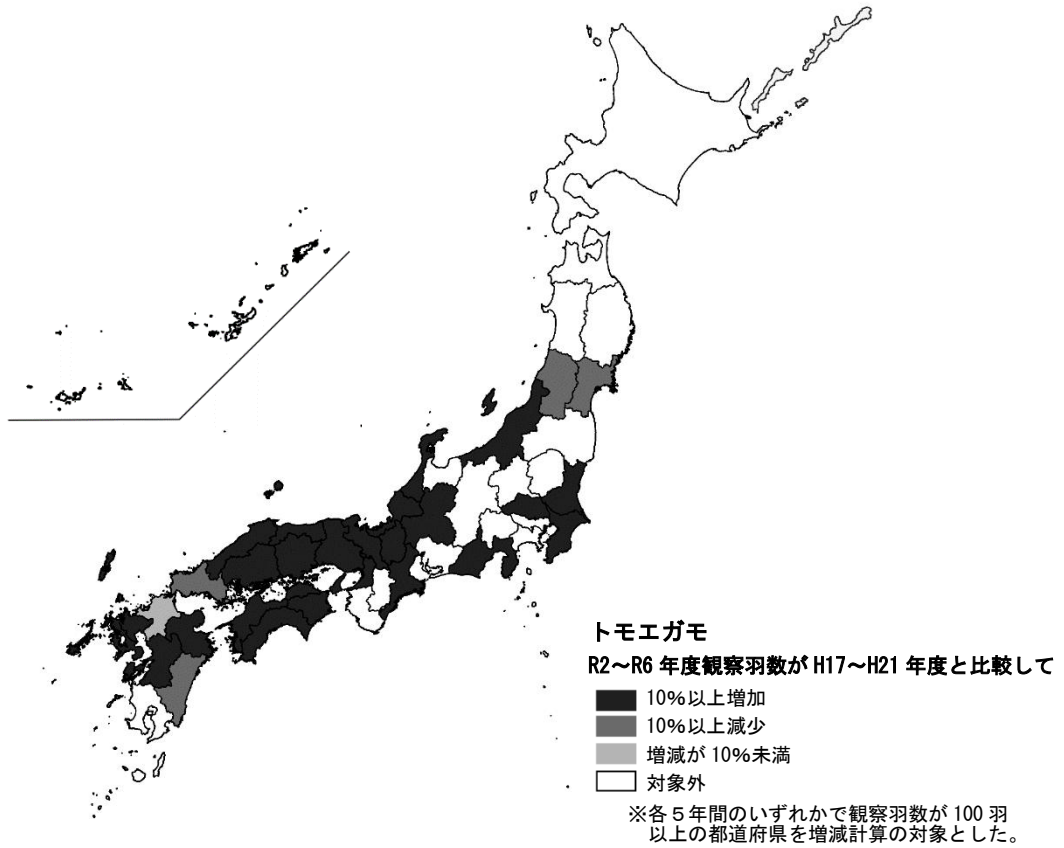 トモエガモ
R2～R6 年度観察羽数が H17～H21 年度と比較して
10%以上増加
10%以上減少
増減が 10%未満
対象外
※各５年間のいずれかで観察羽数が 100 羽
以上の都道府県を増減計算の対象とした。